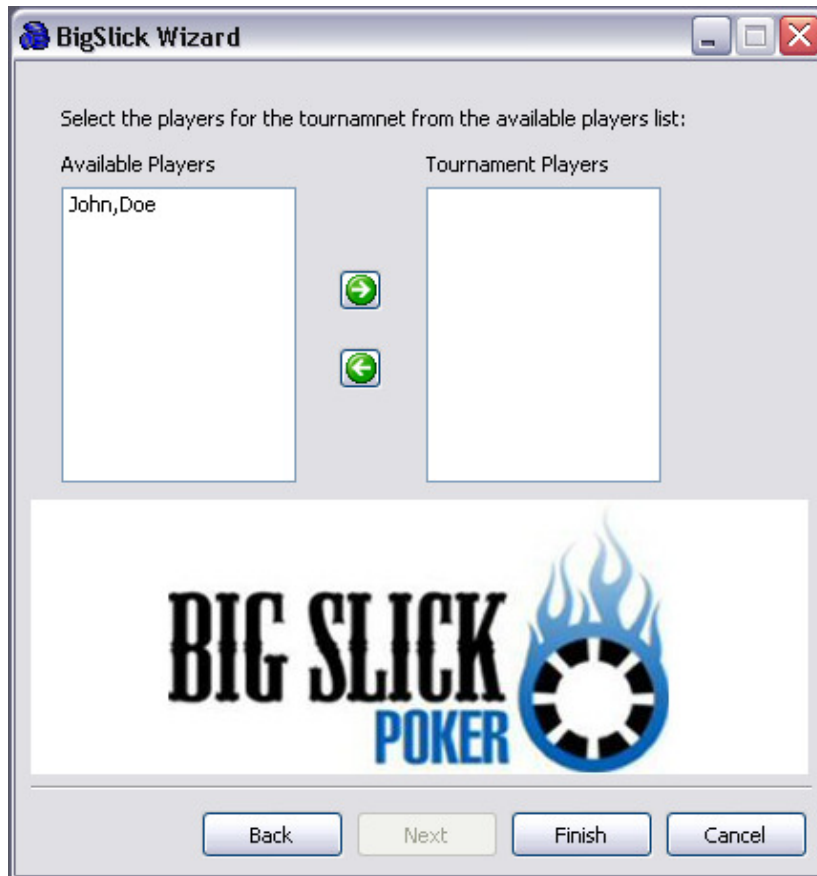 BigSlick Wizard
Select the players for the tournamnet from the available players list:
Available Players
Tournament Players
John,Doe
BIG SLICK
POKER
Back
Next
Finish
Cancel